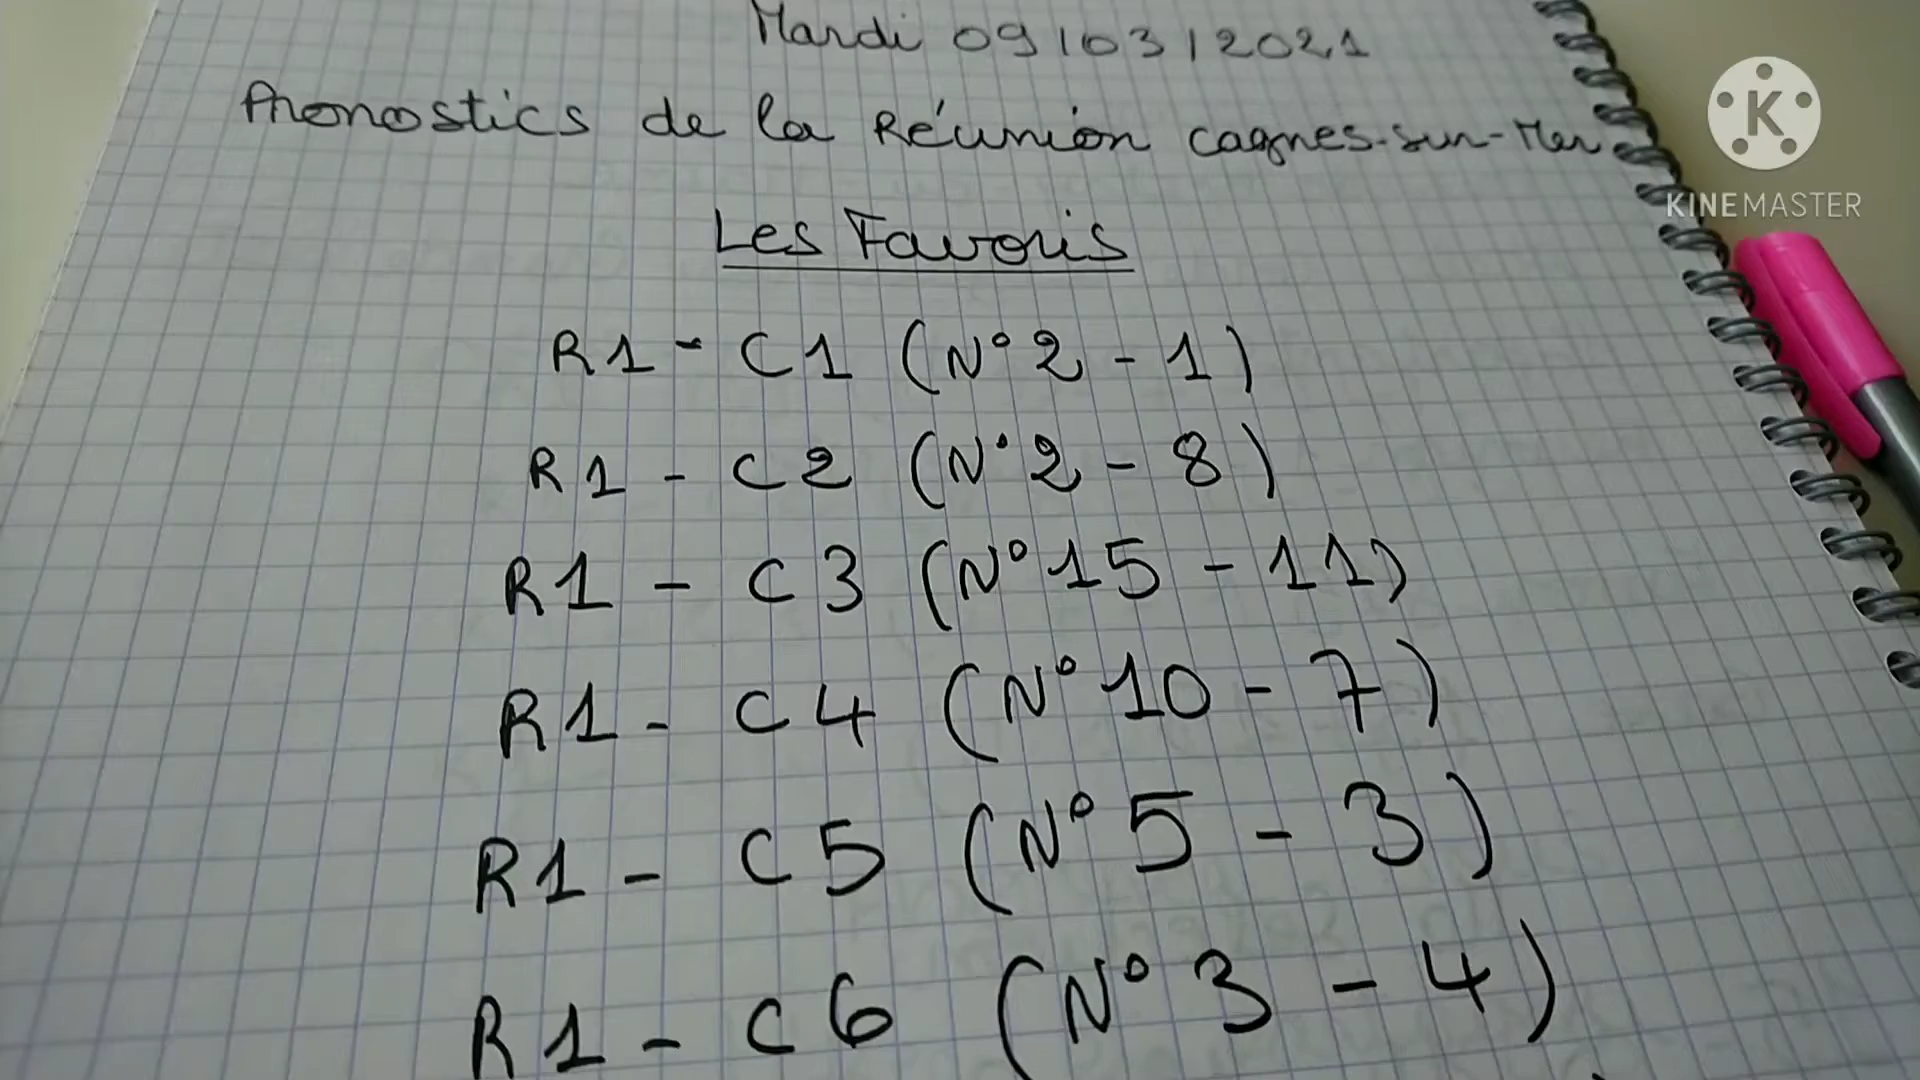 Mardi 09/03/2021
Pronostics de la Réunion cagnes-sur-Mer
Les Favoris
R1 - C1 (N°2 - 1)
R1 - C2 (N°2 - 8)
R1 - C3 (N°15 - 11)
R1 - C4 (N°10 - 7)
R1 - C5 (N°5 - 3)
R1 - C6 (N°3 - 4)
K
KINEMASTER